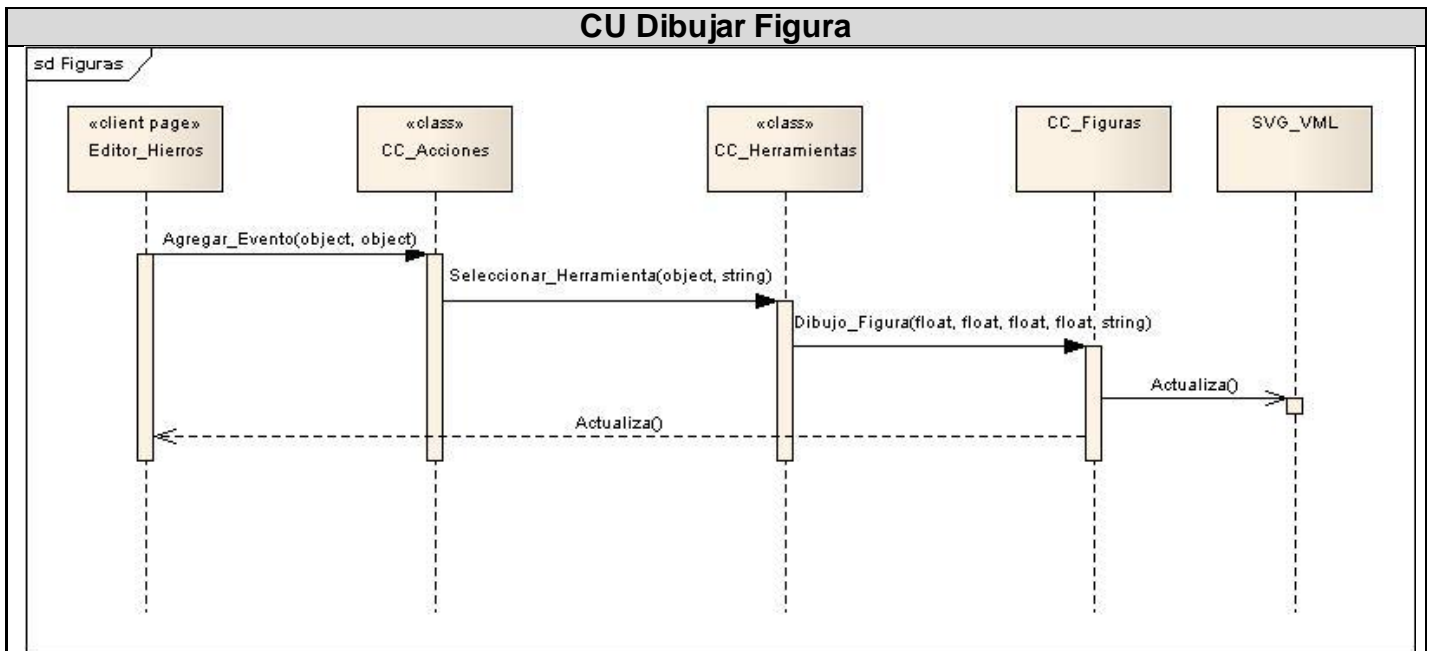 CU Dibujar Figura
sd Figuras
«client page»
Editor_Hierros
«class»
CC_Acciones
«class»
CC_Herramientas
CC_Figuras
SVG_VML
Agregar_Evento(object, object)
Seleccionar_Herramienta(object, string)
Dibujo_Figura(float, float, float, float, string)
Actualiza()
Actualiza()